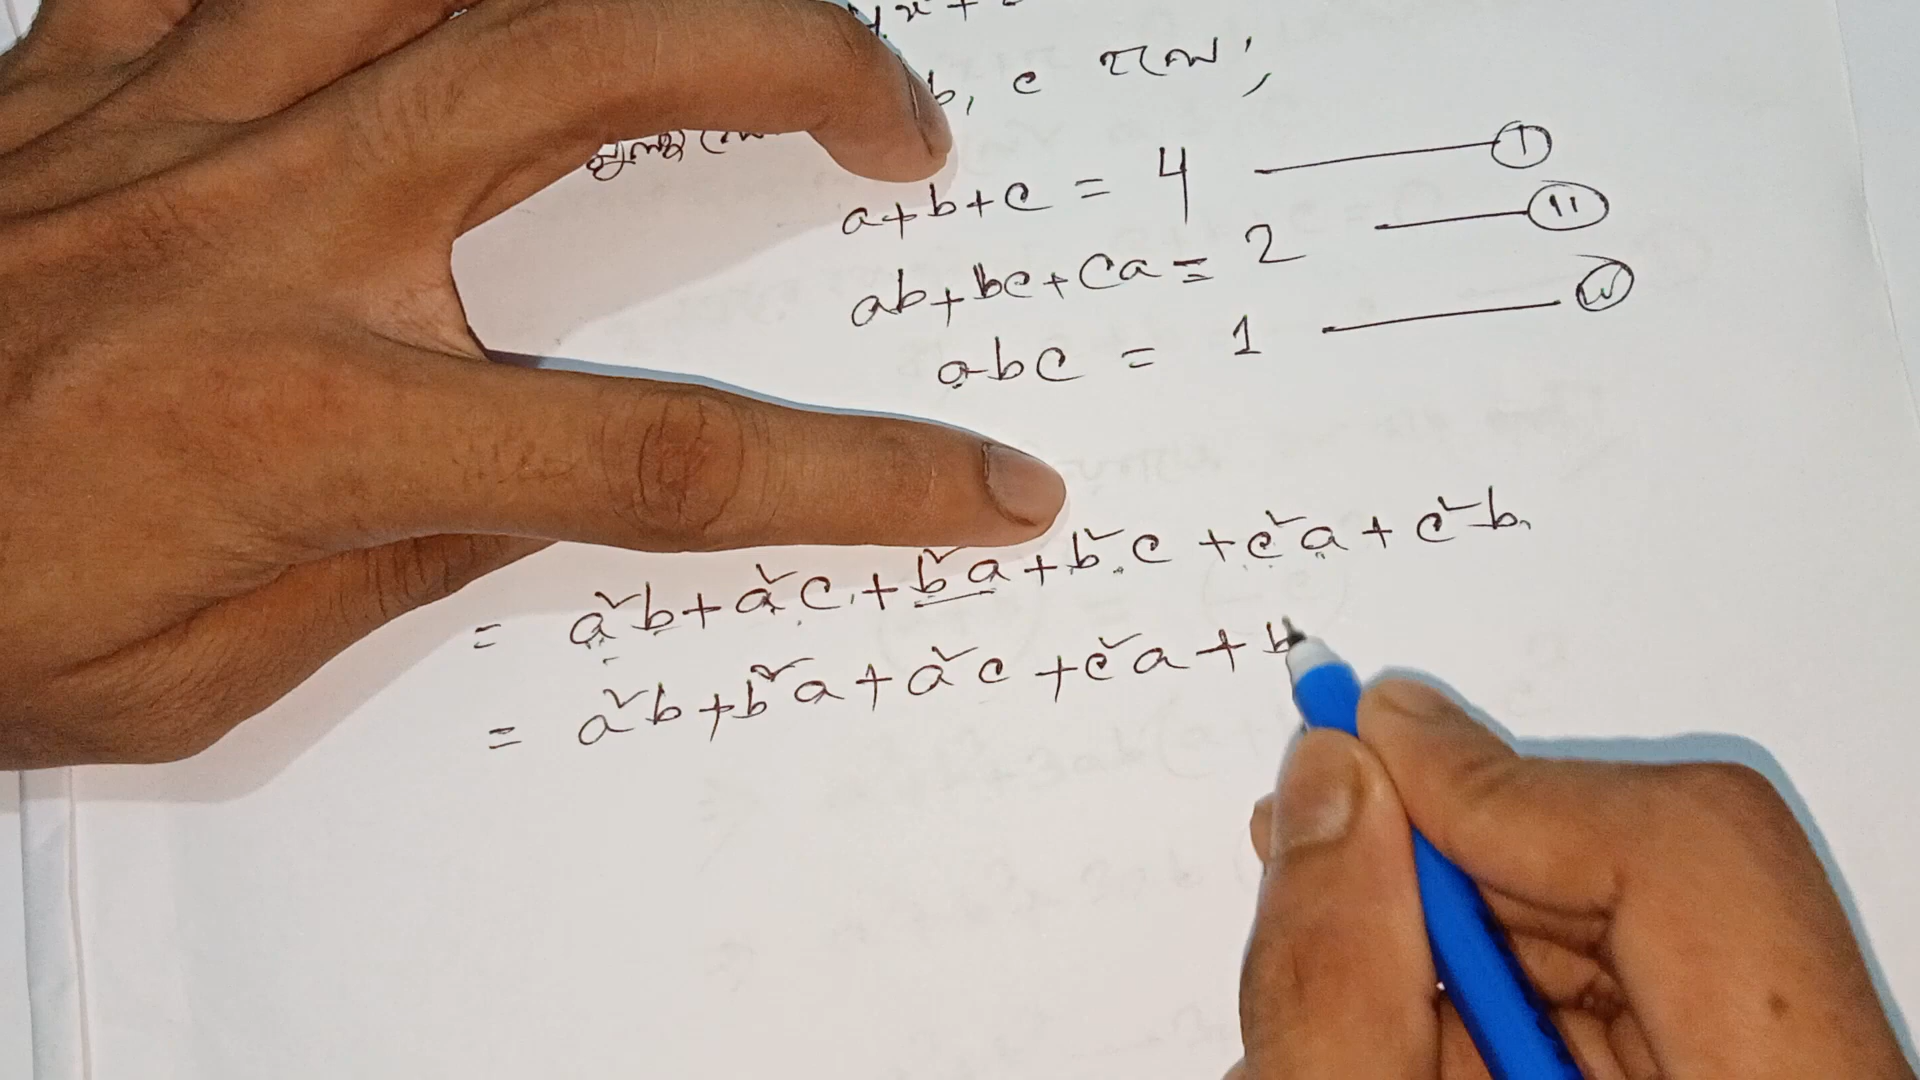 b, c হলে,
a+b+c = 4 ——— (I)
ab+bc+ca = 2 ——— (II)
abc = 1 ———
= a²b+a²c+b²a+b²c+c²a+c²b
= a²b+b²a+a²c+c²a+b